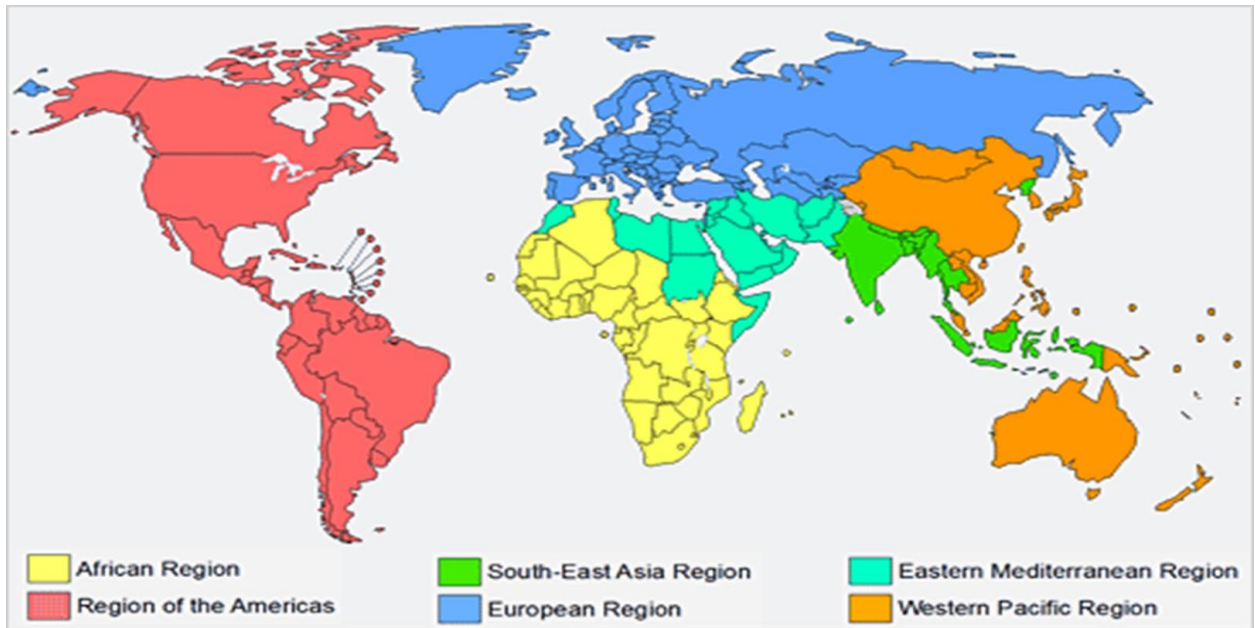 African Region
South-East Asia Region
Eastern Mediterranean Region
Region of the Americas
European Region
Western Pacific Region